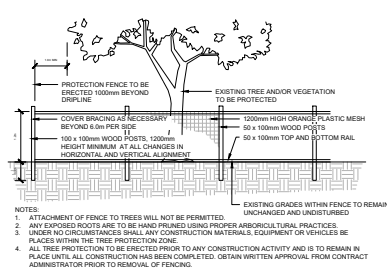 PROTECTION FENCE TO BE
ERECTED 1000mm BEYOND
DRIPLINE
EXISTING TREE AND/OR VEGETATION
TO BE PROTECTED
COVER BRACING AS NECESSARY
BEYOND 6.0m PER SIDE
100 x 100mm WOOD POSTS, 1200mm
HEIGHT MINIMUM AT ALL CHANGES IN
HORIZONTAL AND VERTICAL ALIGNMENT
1200mm HIGH ORANGE PLASTIC MESH
50 x 100mm WOOD POSTS
50 x 100mm TOP AND BOTTOM RAIL
EXISTING GRADES WITHIN FENCE TO REMAIN
UNCHANGED AND UNDISTURBED
NOTES:
1. ATTACHMENT OF FENCE TO TREES WILL NOT BE PERMITTED.
2. ANY EXPOSED ROOTS ARE TO BE HAND PRUNED USING PROPER ARBORICULTURAL PRACTICES.
3. UNDER NO CIRCUMSTANCES SHALL ANY CONSTRUCTION MATERIALS, EQUIPMENT OR VEHICLES BE
PLACES WITHIN THE TREE PROTECTION ZONE.
4. ALL TREE PROTECTION TO BE ERECTED PRIOR TO ANY CONSTRUCTION ACTIVITY AND IS TO REMAIN IN
PLACE UNTIL ALL CONSTRUCTION HAS BEEN COMPLETED. OBTAIN WRITTEN APPROVAL FROM CONTRACT
ADMINISTRATOR PRIOR TO REMOVAL OF FENCING.